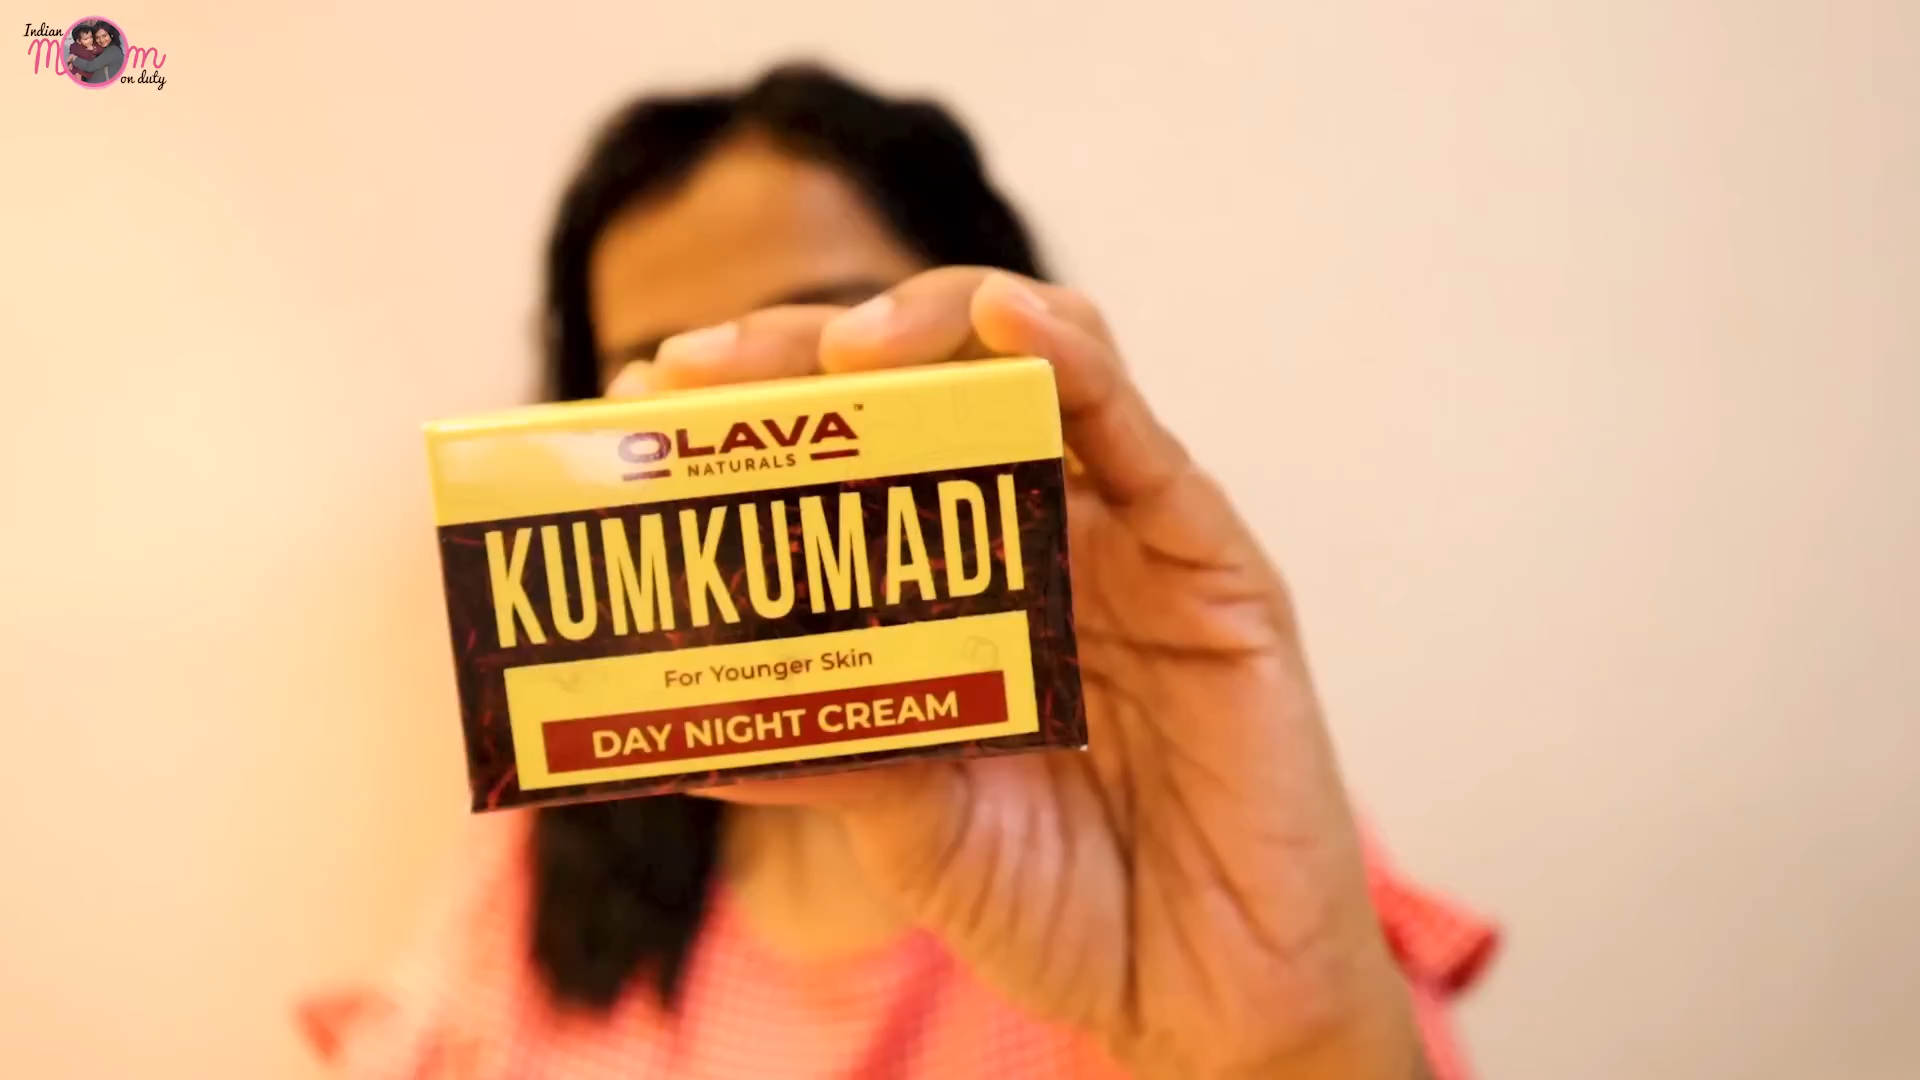 Indian
Mom
on duty
OLAVA™
NATURALS
KUMKUMADI
For Younger Skin
DAY NIGHT CREAM